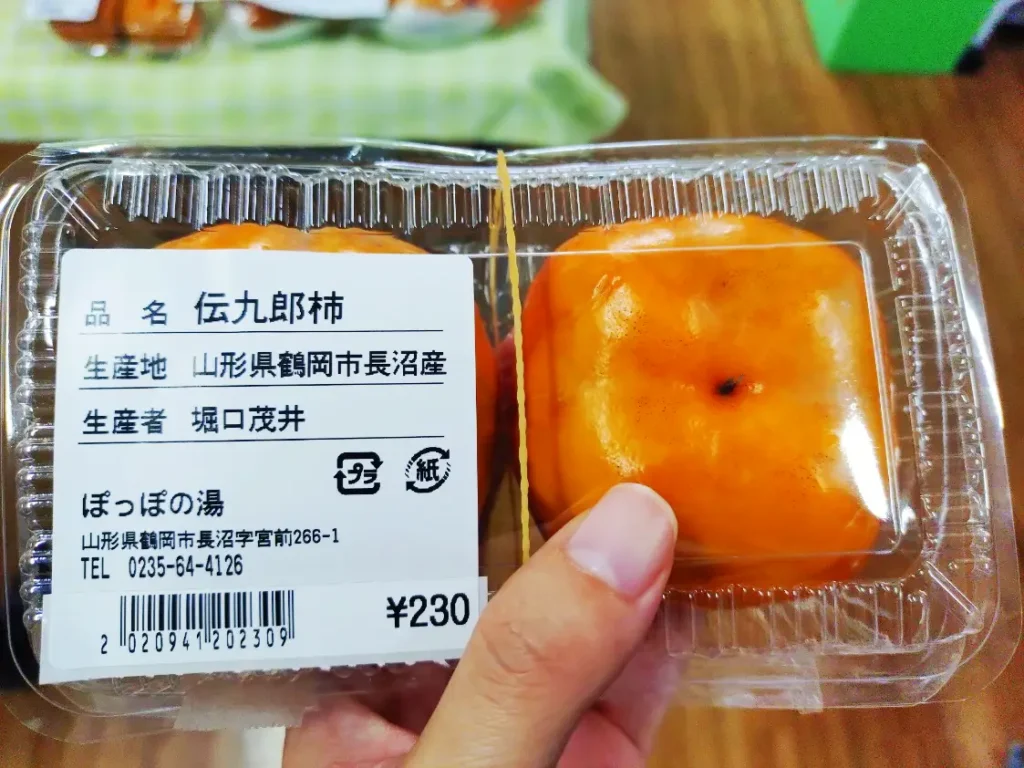 品名 伝九郎柿
生産地 山形県鶴岡市長沼産
生産者 堀口茂井
プラ 紙
ぽっぽの湯
山形県鶴岡市長沼字宮前266-1
TEL 0235-64-4126
¥230
2 020941 202309